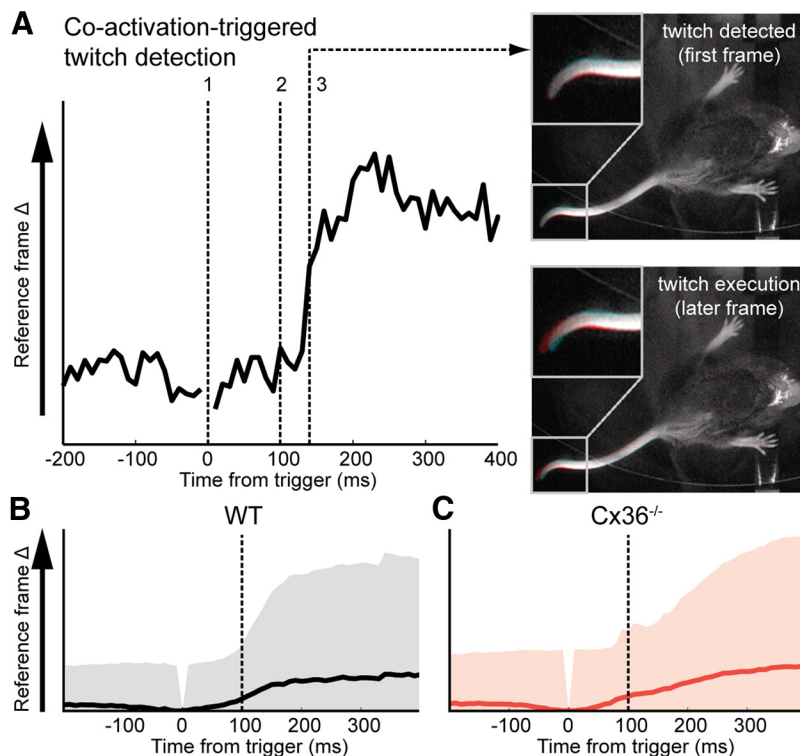 A
Co-activation-triggered
twitch detection
1
2
3
Reference frame Δ
-200
-100
0
100
200
300
400
Time from trigger (ms)
twitch detected
(first frame)
twitch execution
(later frame)
B
WT
Reference frame Δ
-100
0
100
200
300
Time from trigger (ms)
C
Cx36-/-
-100
0
100
200
300
Time from trigger (ms)